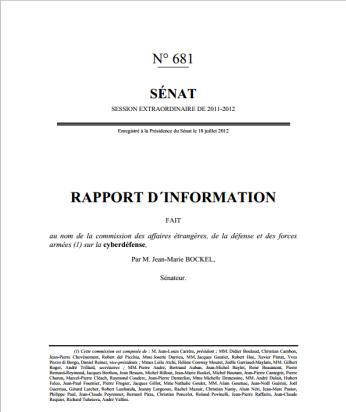 N° 681
SÉNAT
SESSION EXTRAORDINAIRE DE 2011-2012
Enregistré à la Présidence du Sénat le 18 juillet 2012
RAPPORT D´INFORMATION
FAIT
au nom de la commission des affaires étrangères, de la défense et des forces
armées (1) sur la cyberdéfense,
Par M. Jean-Marie BOCKEL,
Sénateur.
(1) Cette commission est composée de : M. Jean-Louis Carrère, président ; MM. Didier Boulaud, Christian Cambon,
Jean-Pierre Chevènement, Robert del Picchia, Mme Josette Durrieu, MM. Jacques Gautier, Robert Hue, Xavier Pintat, Yves
Pozzo di Borgo, Daniel Reiner, vice-présidents ; Mmes Leila Aïchi, Hélène Conway Mouret, Joëlle Garriaud-Maylam, MM. Gilbert
Roger, André Trillard, secrétaires ; MM. Pierre André, Bertrand Auban, Jean-Michel Baylet, René Beaumont, Pierre
Bernard-Reymond, Jacques Berthou, Jean Besson, Michel Billout, Jean-Marie Bockel, Michel Boutant, Jean-Pierre Cantegrit, Pierre
Charon, Marcel-Pierre Cléach, Raymond Couderc, Jean-Pierre Demerliat, Mme Michelle Demessine, MM. André Dulait, Hubert
Falco, Jean-Paul Fournier, Pierre Frogier, Jacques Gillot, Mme Nathalie Goulet, MM. Alain Gournac, Jean-Noël Guérini, Joël
Guerriau, Gérard Larcher, Robert Laufoaulu, Jeanny Lorgeoux, Rachel Mazuir, Christian Namy, Alain Néri, Jean-Marc Pastor,
Philippe Paul, Jean-Claude Peyronnet, Bernard Piras, Christian Poncelet, Roland Povinelli, Jean-Pierre Raffarin, Jean-Claude
Requier, Richard Tuheiava, André Vallini.